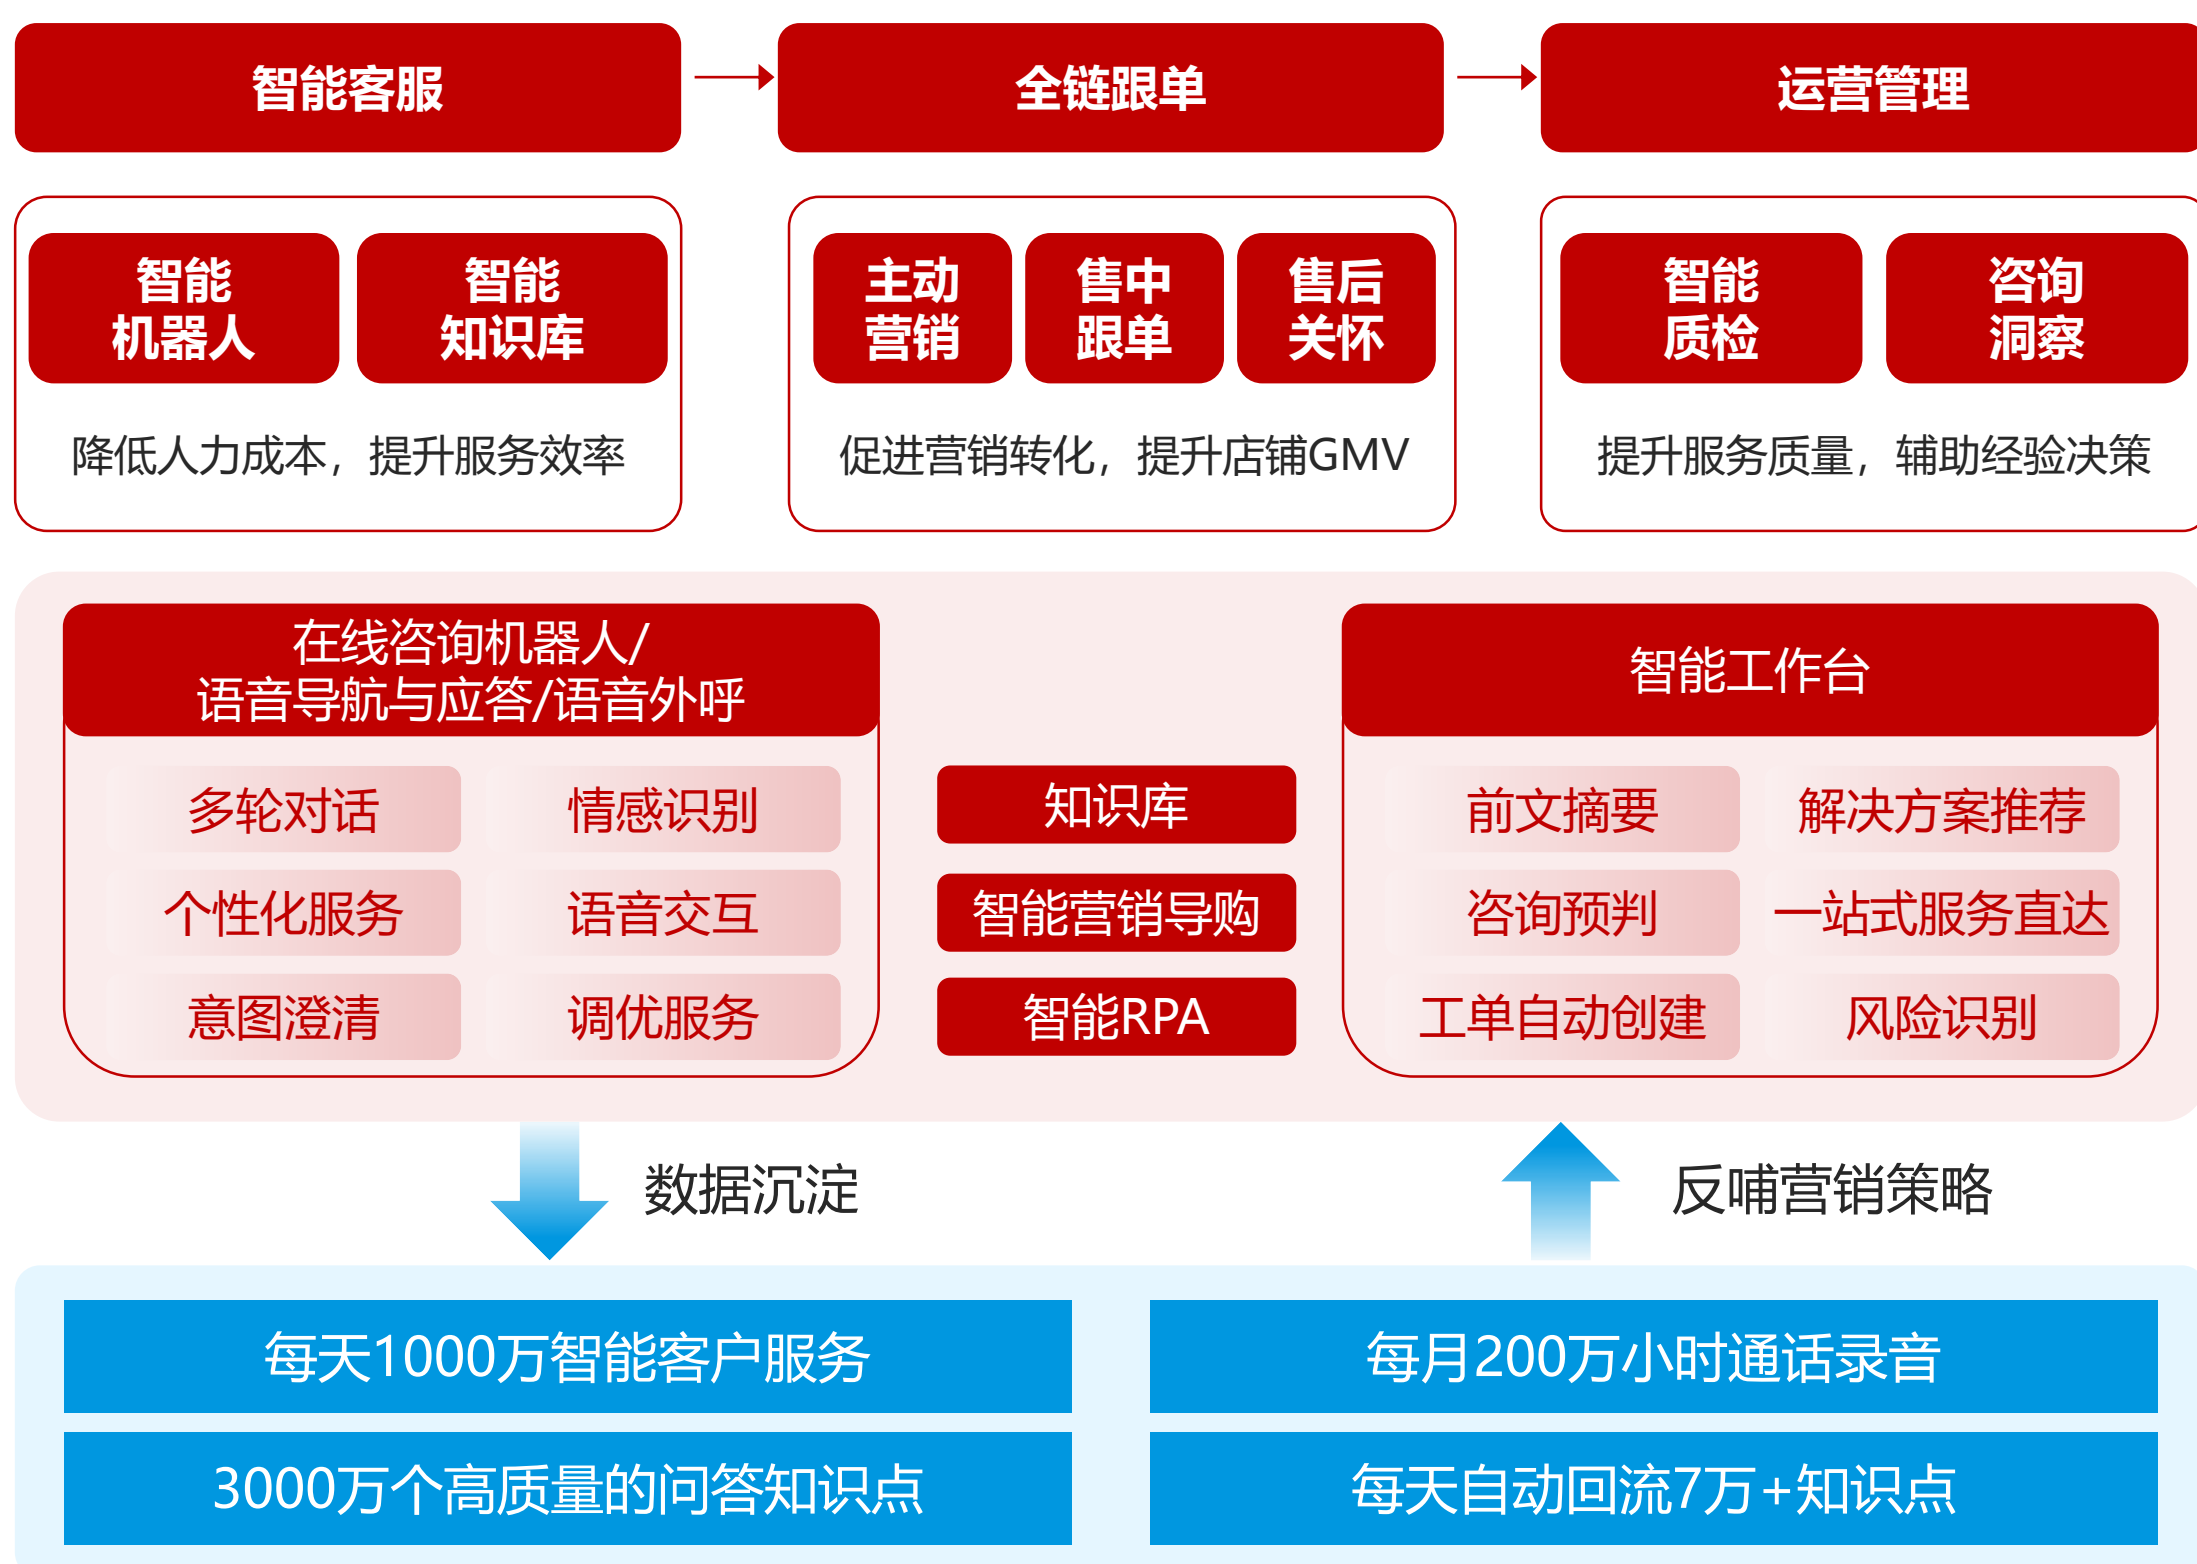 智能客服
全链跟单
运营管理
智能
机器人
智能
知识库
降低人力成本，提升服务效率
主动
营销
售中
跟单
售后
关怀
促进营销转化，提升店铺GMV
智能
质检
咨询
洞察
提升服务质量，辅助经验决策
在线咨询机器人/
语音导航与应答/语音外呼
多轮对话
情感识别
个性化服务
语音交互
意图澄清
调优服务
知识库
智能营销导购
智能RPA
智能工作台
前文摘要
解决方案推荐
咨询预判
一站式服务直达
工单自动创建
风险识别
数据沉淀
反哺营销策略
每天1000万智能客户服务
每月200万小时通话录音
3000万个高质量的问答知识点
每天自动回流7万+知识点